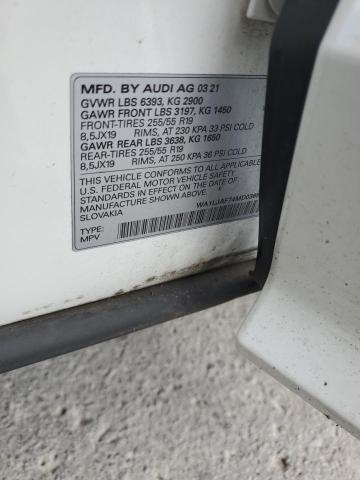 MFD. BY AUDI AG 03 21
GVWR LBS 6393, KG 2900
GAWR FRONT LBS 3197, KG 1450
FRONT-TIRES 255/55 R19
8,5JX19 RIMS, AT 230 KPA 33 PSI COLD
GAWR REAR LBS 3638, KG 1650
REAR-TIRES 255/55 R19
8,5JX19 RIMS, AT 250 KPA 36 PSI COLD
THIS VEHICLE CONFORMS TO ALL APPLICABLE
U.S. FEDERAL MOTOR VEHICLE
SAFETY STANDARDS IN EFFECT ON THE DATE OF
MANUFACTURE SHOWN ABOVE.
SLOVAKIA
TYPE:
MPV